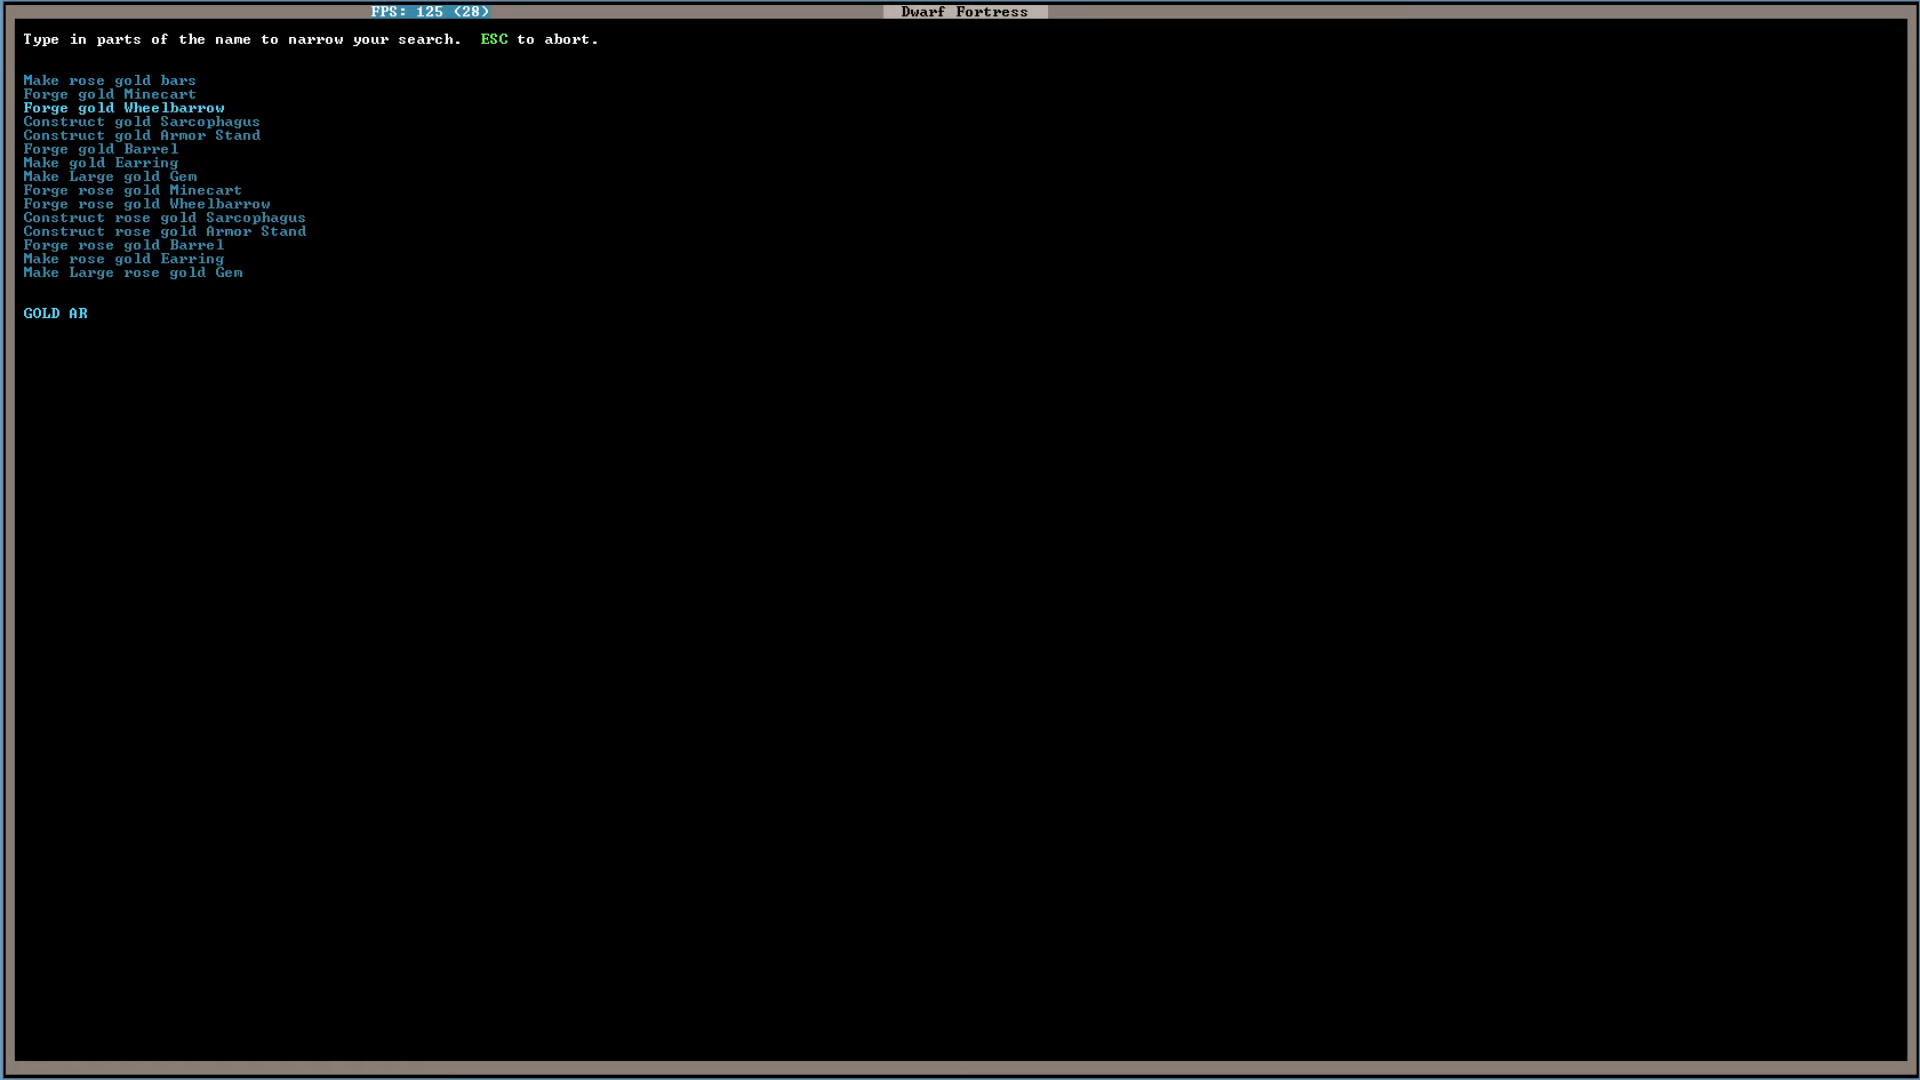 FPS: 125 (28) Dwarf Fortress
Type in parts of the name to narrow your search. ESC to abort.
Make rose gold bars
Forge gold Minecart
Forge gold Wheelbarrow
Construct gold Sarcophagus
Construct gold Armor Stand
Forge gold Barrel
Make gold Earring
Make Large gold Gem
Forge rose gold Minecart
Forge rose gold Wheelbarrow
Construct rose gold Sarcophagus
Construct rose gold Armor Stand
Forge rose gold Barrel
Make rose gold Earring
Make Large rose gold Gem
GOLD AR